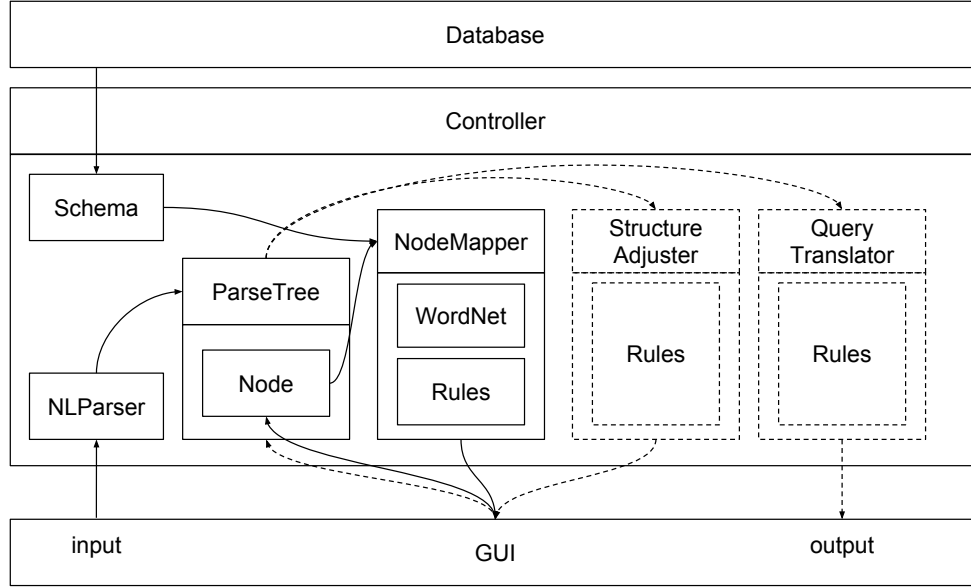 Database
Controller
Schema
NodeMapper
Structure
Adjuster
Query
Translator
ParseTree
WordNet
Rules
Rules
Node
Rules
NLParser
input
GUI
output